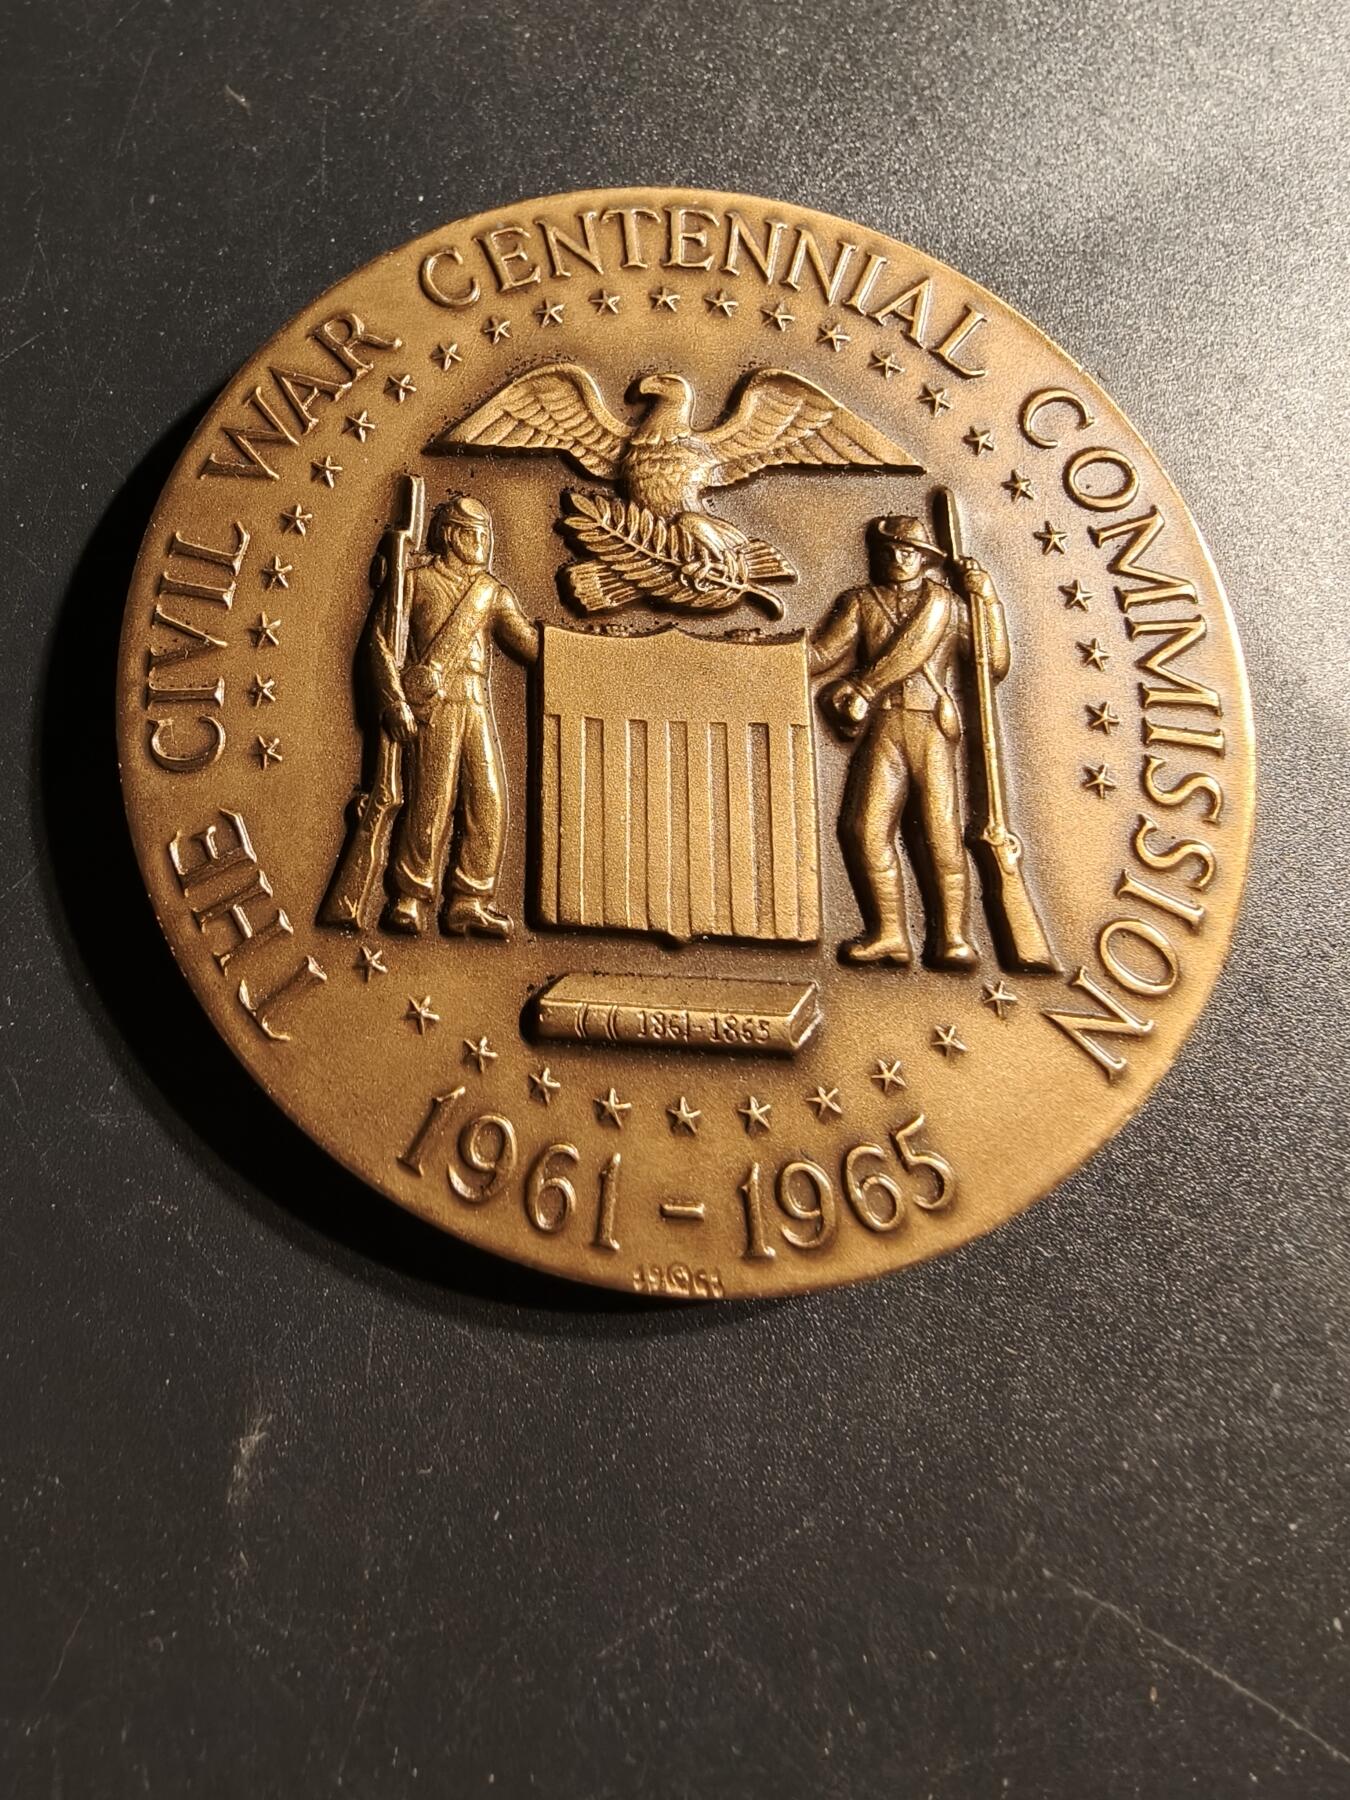 THE CIVIL WAR CENTENNIAL COMMISSION
1861-1865
1961 - 1965